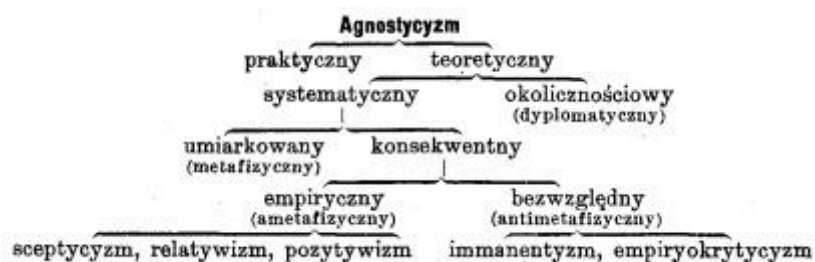 Agnostycyzm
praktyczny teoretyczny
systematyczny okolicznościowy
(dyplomatyczny)
umiarkowany konsekwentny
(metafizyczny)
empiryczny bezwzględny
(ametafizyczny) (antimetafizyczny)
sceptycyzm, relatywizm, pozytywizm immanentyzm, empiryokrytycyzm